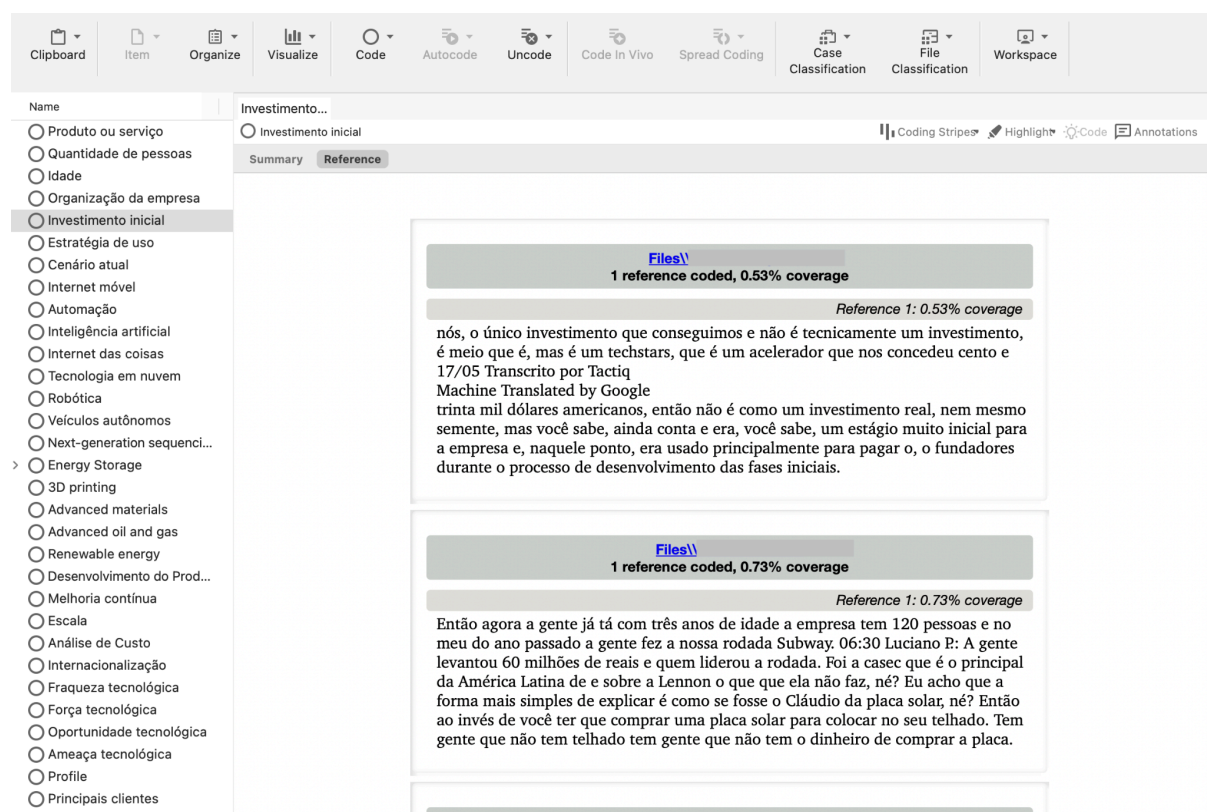 Clipboard
Item
Organize
Visualize
Code
Autocode
Uncode
Code In Vivo
Spread Coding
Case
Classification
File
Classification
Workspace
Name
Produto ou serviço
Quantidade de pessoas
Idade
Organização da empresa
Investimento inicial
Estratégia de uso
Cenário atual
Internet móvel
Automação
Inteligência artificial
Internet das coisas
Tecnologia em nuvem
Robótica
Veículos autônomos
Next-generation sequenci...
Energy Storage
3D printing
Advanced materials
Advanced oil and gas
Renewable energy
Desenvolvimento do Prod...
Melhoria contínua
Escala
Análise de Custo
Internacionalização
Fraqueza tecnológica
Força tecnológica
Oportunidade tecnológica
Ameaça tecnológica
Profile
Principais clientes
Investimento...
Investimento inicial
Coding Stripes
Highlight
Code
Annotations
Summary
Reference
Files\\
1 reference coded, 0.53% coverage
Reference 1: 0.53% coverage
nós, o único investimento que conseguimos e não é tecnicamente um investimento,
é meio que é, mas é um techstars, que é um acelerador que nos concedeu cento e
17/05 Transcrito por Tactiq
Machine Translated by Google
trinta mil dólares americanos, então não é como um investimento real, nem mesmo
semente, mas você sabe, ainda conta e era, você sabe, um estágio muito inicial para
a empresa e, naquele ponto, era usado principalmente para pagar o, o fundadores
durante o processo de desenvolvimento das fases iniciais.
Files\\
1 reference coded, 0.73% coverage
Reference 1: 0.73% coverage
Então agora a gente já tá com três anos de idade a empresa tem 120 pessoas e no
meu do ano passado a gente fez a nossa rodada Subway. 06:30 Luciano P.: A gente
levantou 60 milhões de reais e quem liderou a rodada. Foi a casec que é o principal
da América Latina de e sobre a Lennon o que que ela não faz, né? Eu acho que a
forma mais simples de explicar é como se fosse o Cláudio da placa solar, né? Então
ao invés de você ter que comprar uma placa solar para colocar no seu telhado. Tem
gente que não tem telhado tem gente que não tem o dinheiro de comprar a placa.